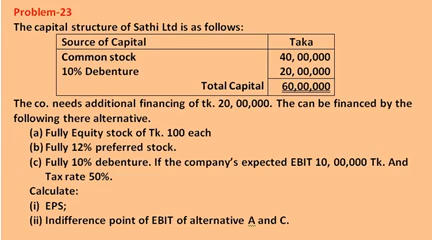 Problem-23
The capital structure of Sathi Ltd is as follows:
Source of Capital Taka
Common stock 40, 00,000
10% Debenture 20, 00,000
Total Capital 60,00,000
The co. needs additional financing of tk. 20, 00,000. The can be financed by the
following there alternative.
(a) Fully Equity stock of Tk. 100 each
(b) Fully 12% preferred stock.
(c) Fully 10% debenture. If the company's expected EBIT 10, 00,000 Tk. And
Tax rate 50%.
Calculate:
(i) EPS;
(ii) Indifference point of EBIT of alternative A and C.